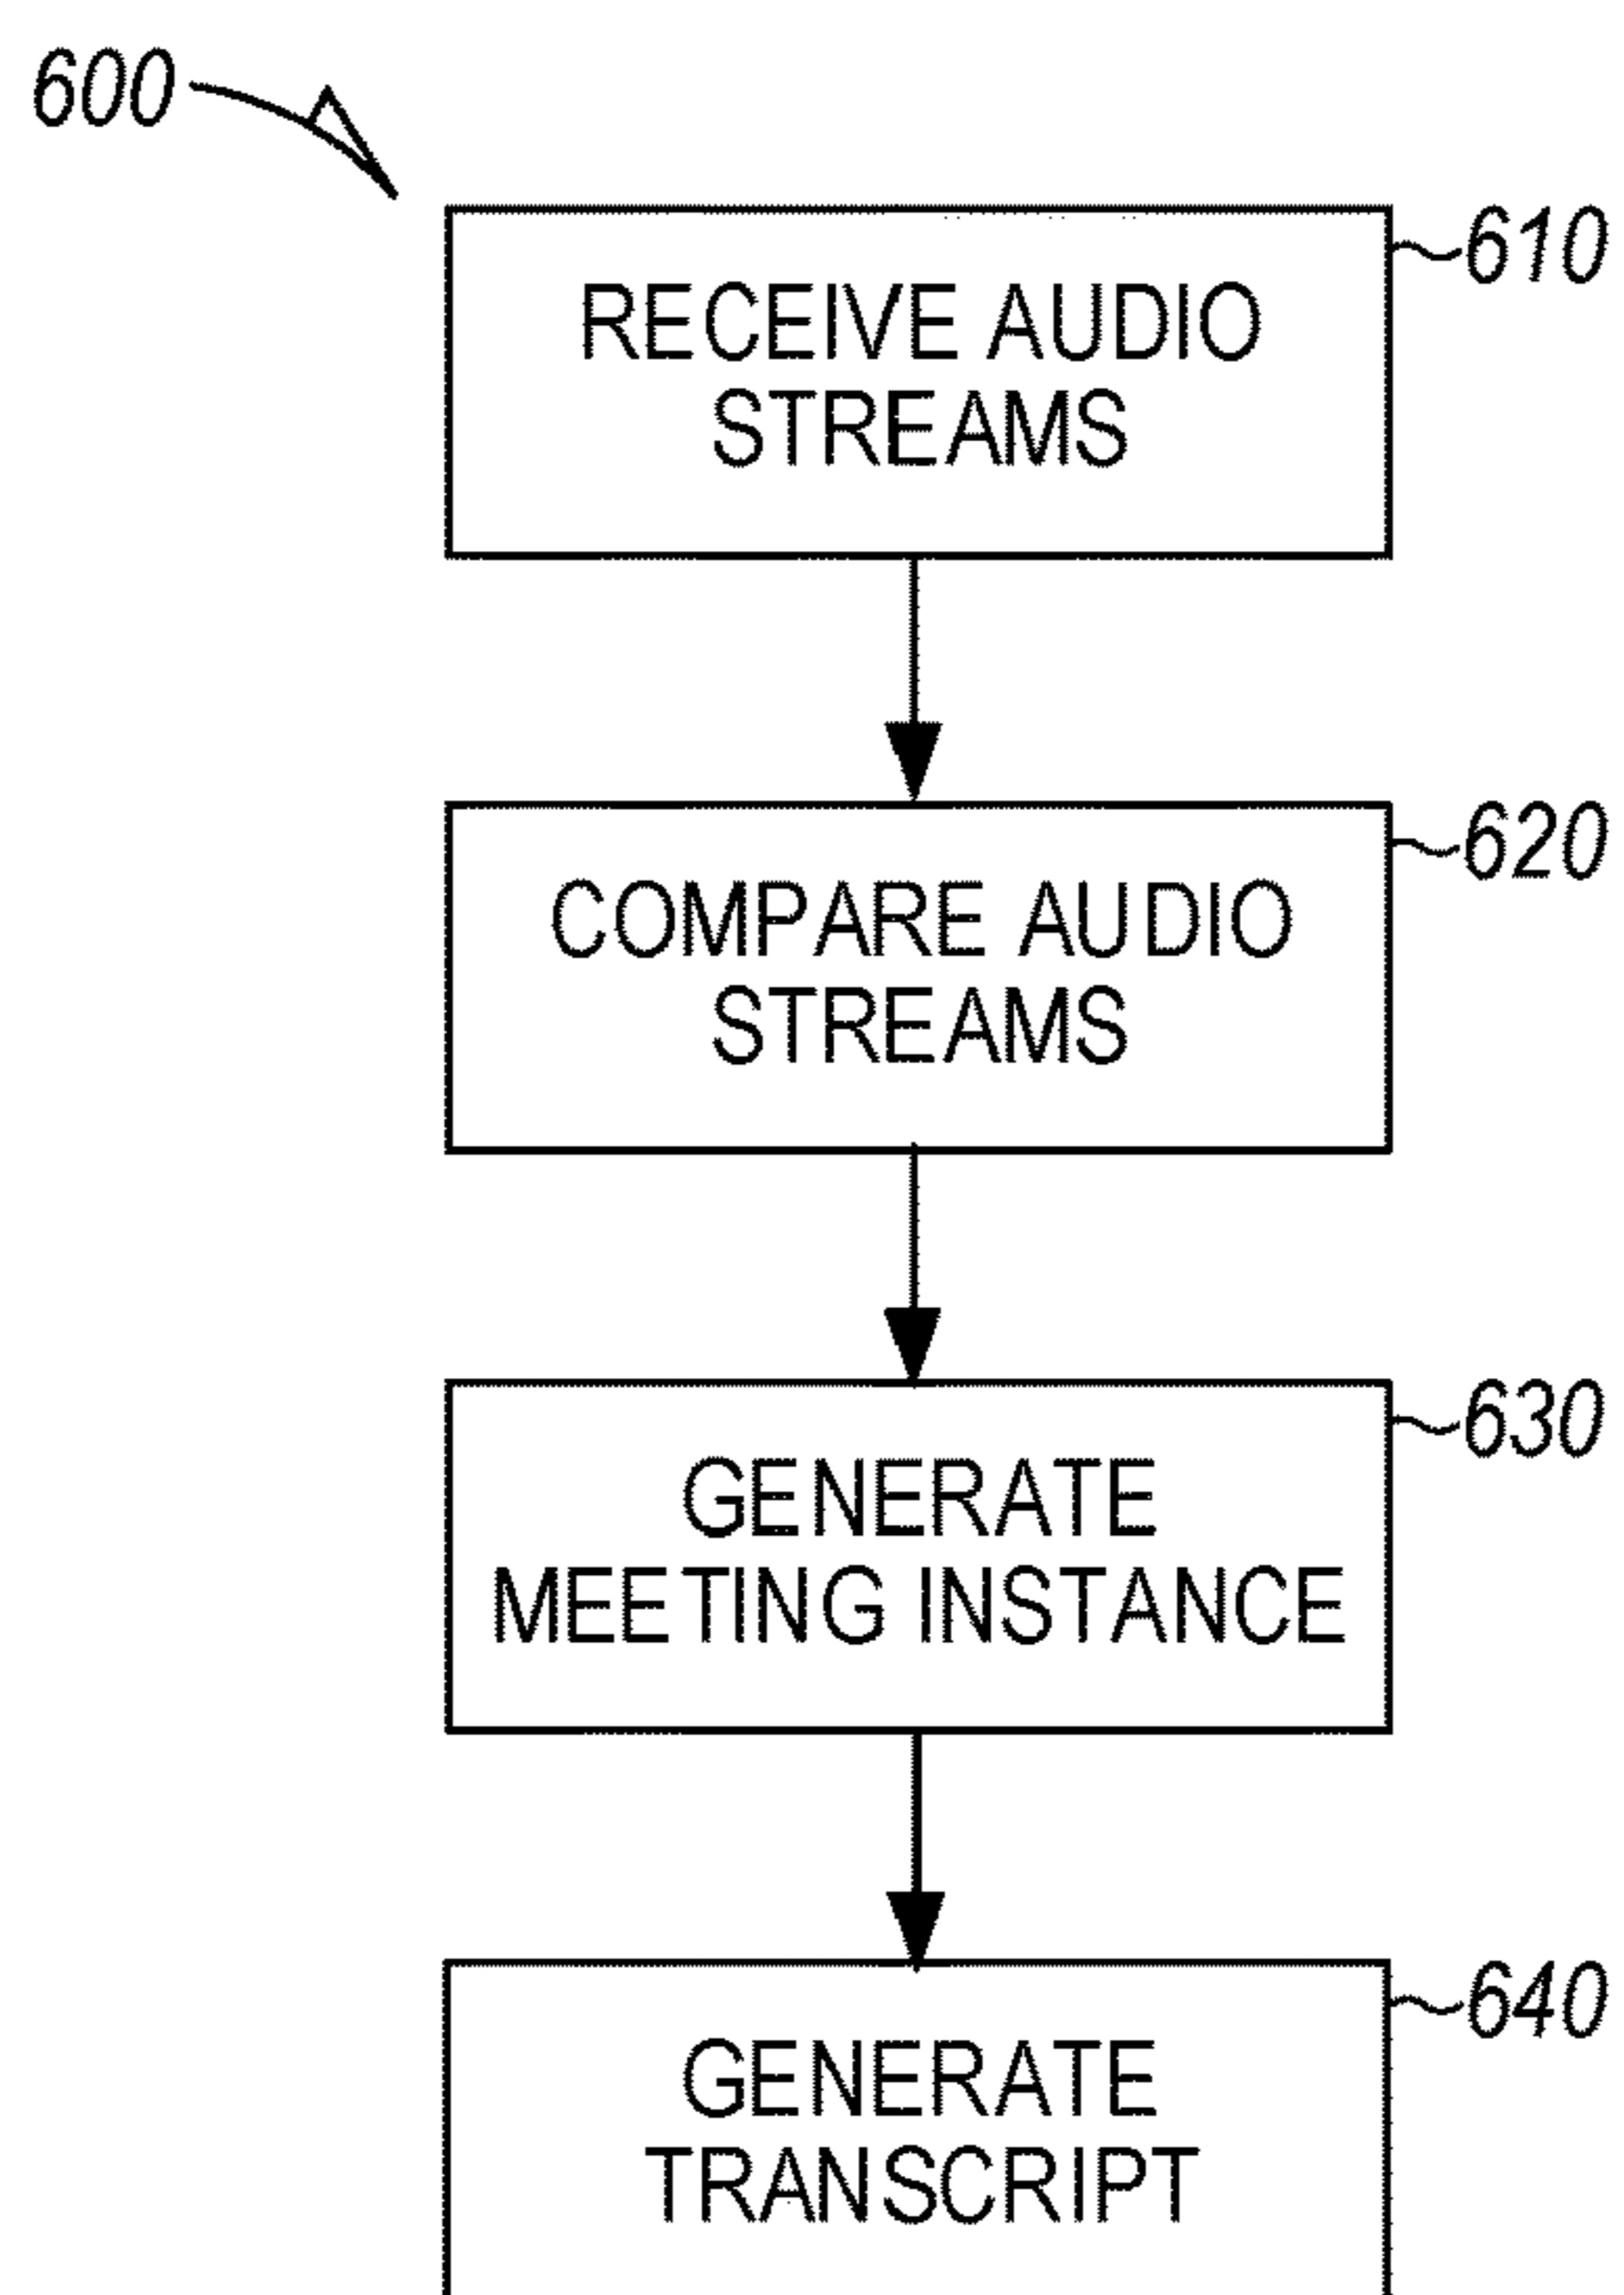 600
610
RECEIVE AUDIO
STREAMS
620
COMPARE AUDIO
STREAMS
630
GENERATE
MEETING INSTANCE
640
GENERATE
TRANSCRIPT